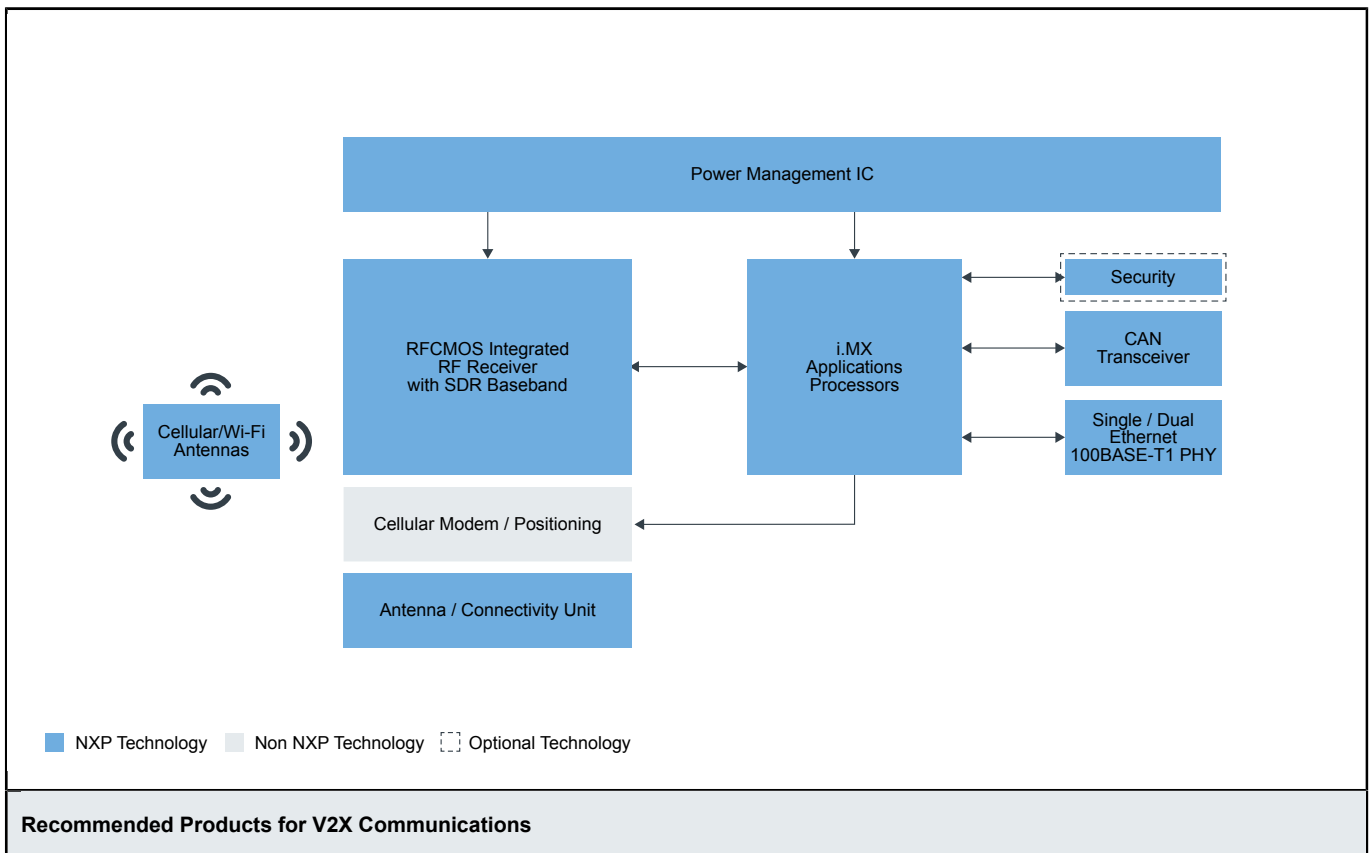 Power Management IC
RFCMOS Integrated
RF Receiver
with SDR Baseband
i.MX
Applications
Processors
Security
CAN
Transceiver
Single / Dual
Ethernet
100BASE-T1 PHY
Cellular/Wi-Fi
Antennas
Cellular Modem / Positioning
Antenna / Connectivity Unit
NXP Technology
Non NXP Technology
Optional Technology
Recommended Products for V2X Communications